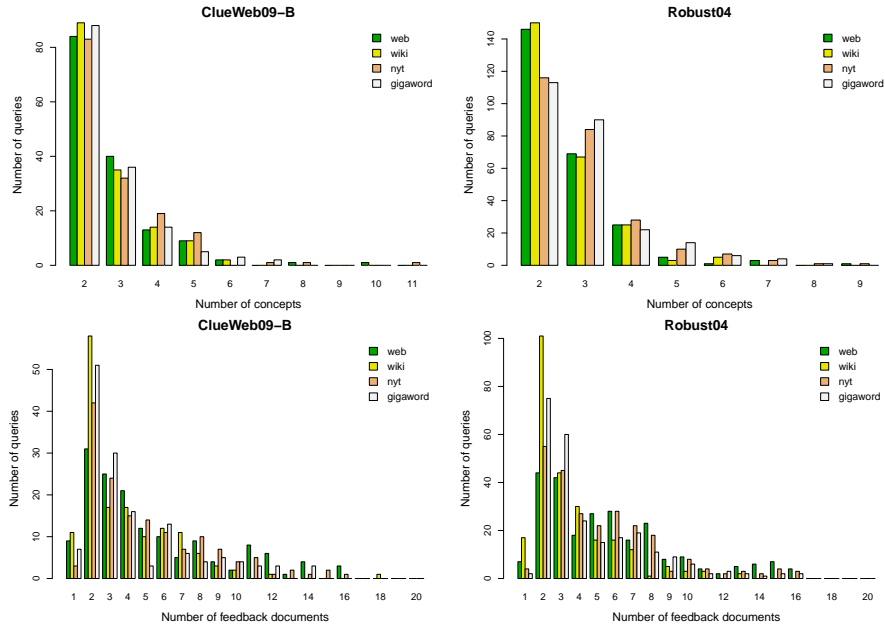 ClueWeb09−B
web
wiki
nyt
gigaword
Number of queries
0 20 40 60 80
2 3 4 5 6 7 8 9 10 11
Number of concepts
Robust04
web
wiki
nyt
gigaword
Number of queries
0 20 40 60 80 100 120 140
2 3 4 5 6 7 8 9
Number of concepts
ClueWeb09−B
web
wiki
nyt
gigaword
Number of queries
0 10 20 30 40 50
1 2 3 4 5 6 7 8 9 10 12 14 16 18 20
Number of feedback documents
Robust04
web
wiki
nyt
gigaword
Number of queries
0 20 40 60 80 100
1 2 3 4 5 6 7 8 9 10 12 14 16 18 20
Number of feedback documents